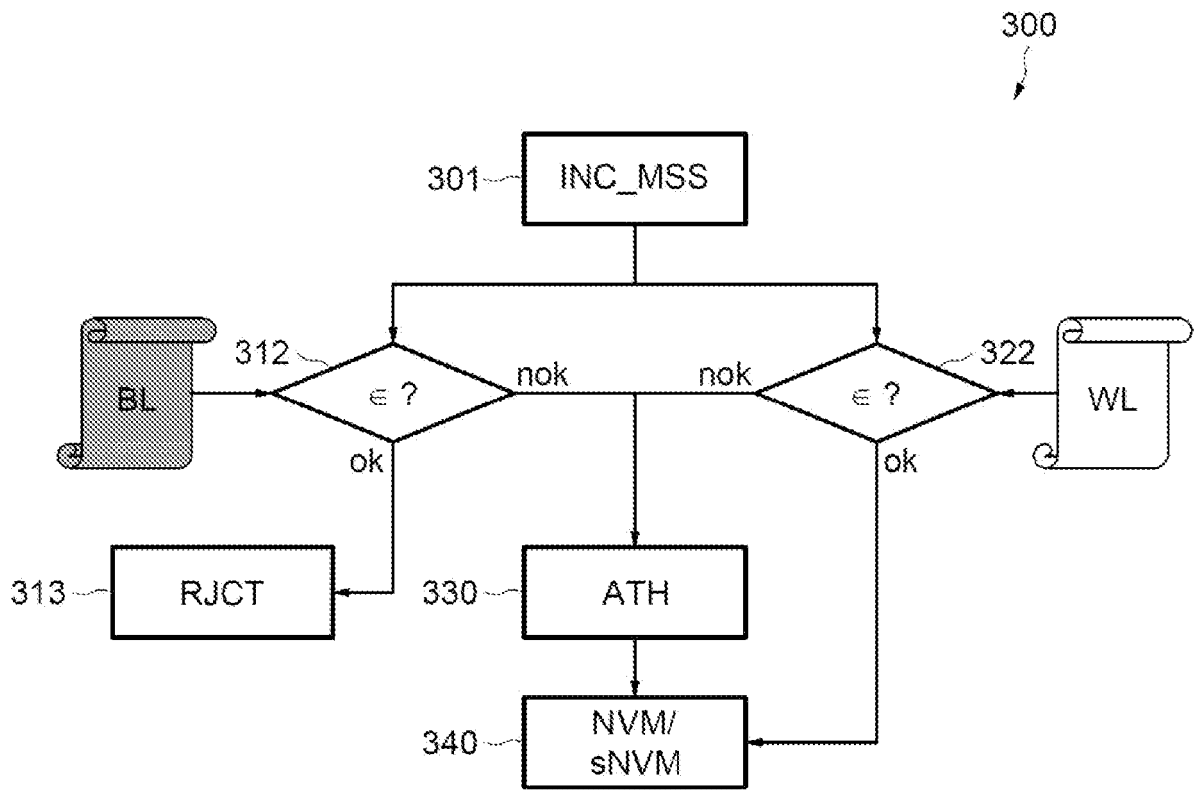 300
301
INC_MSS
312
322
BL
∈ ?
nok
nok
∈ ?
WL
ok
ok
313
RJCT
330
ATH
340
NVM/
sNVM